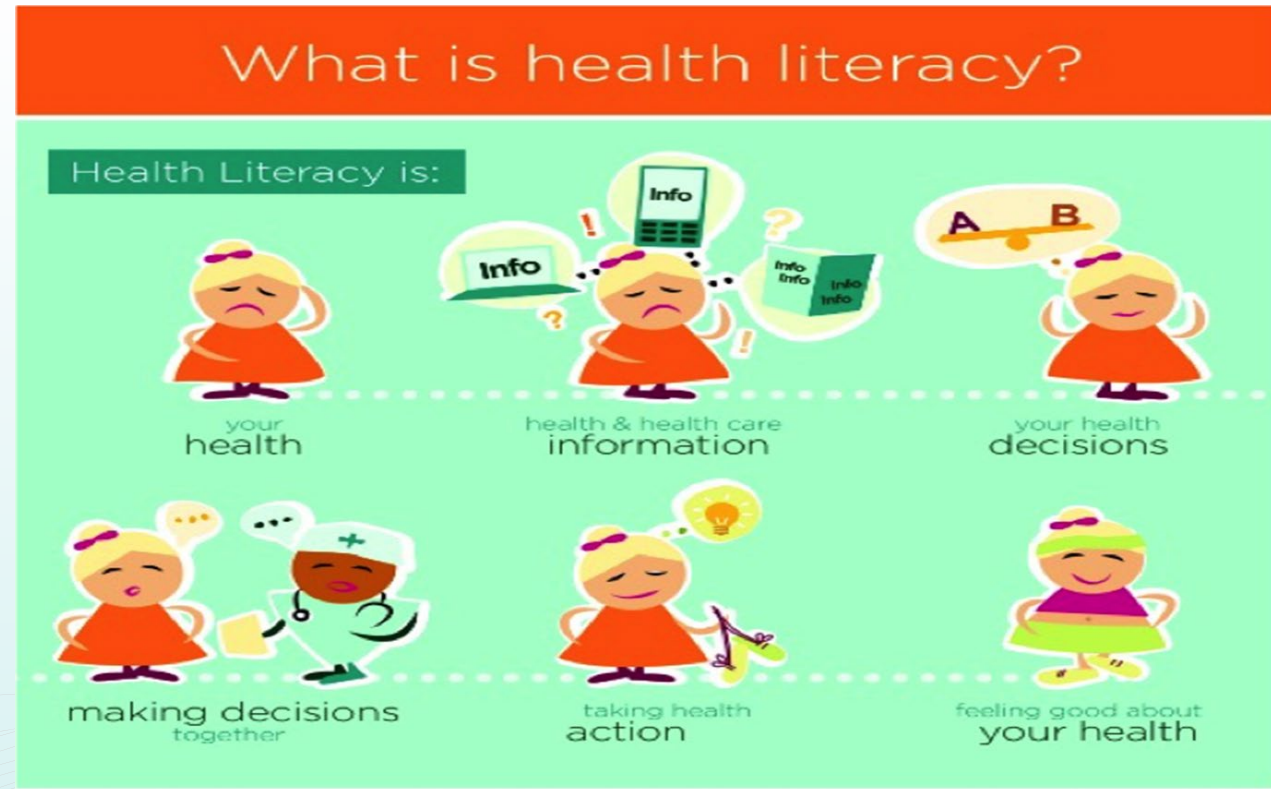 What is health literacy?
Health Literacy is:
Info
Info
Info
Info
Info
Info
A B
your
health
health & health care
information
your health
decisions
making decisions
together
taking health
action
feeling good about
your health